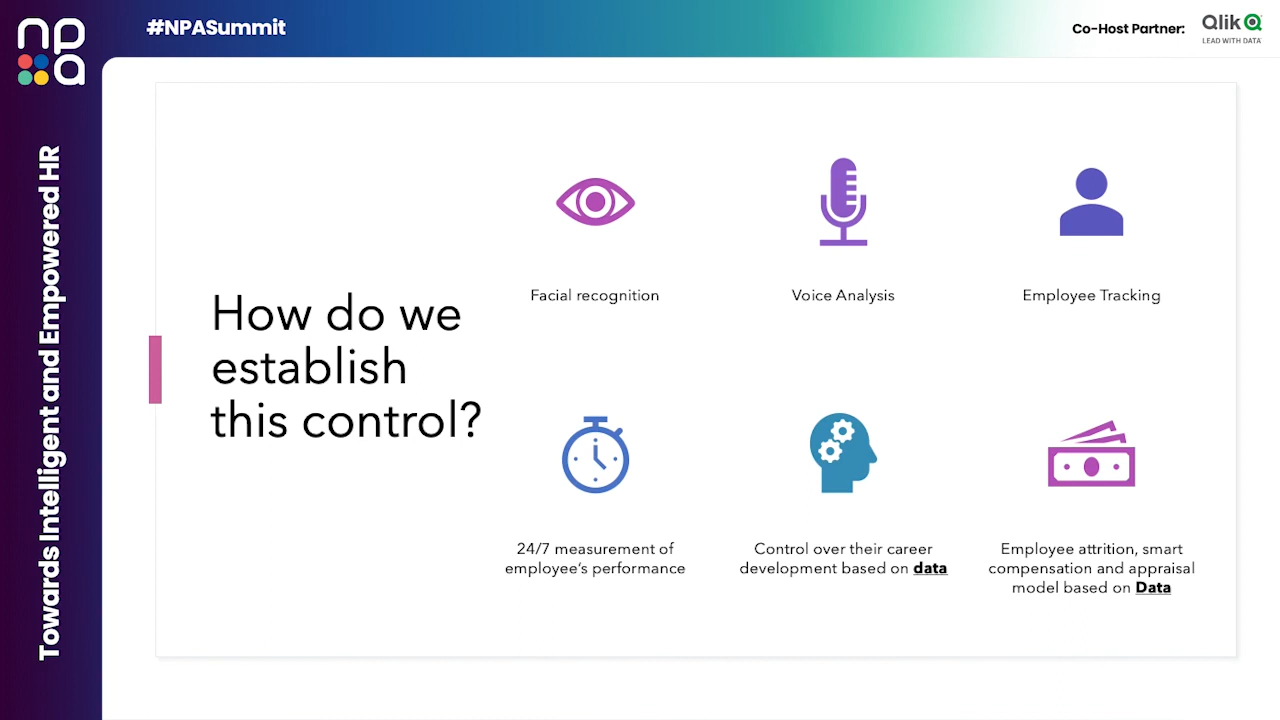 npa
#NPASummit
Co-Host Partner:
Qlik
LEAD WITH DATA
Towards Intelligent and Empowered HR
How do we
establish
this control?
Facial recognition
Voice Analysis
Employee Tracking
24/7 measurement of
employee's performance
Control over their career
development based on data
Employee attrition, smart
compensation and appraisal
model based on Data